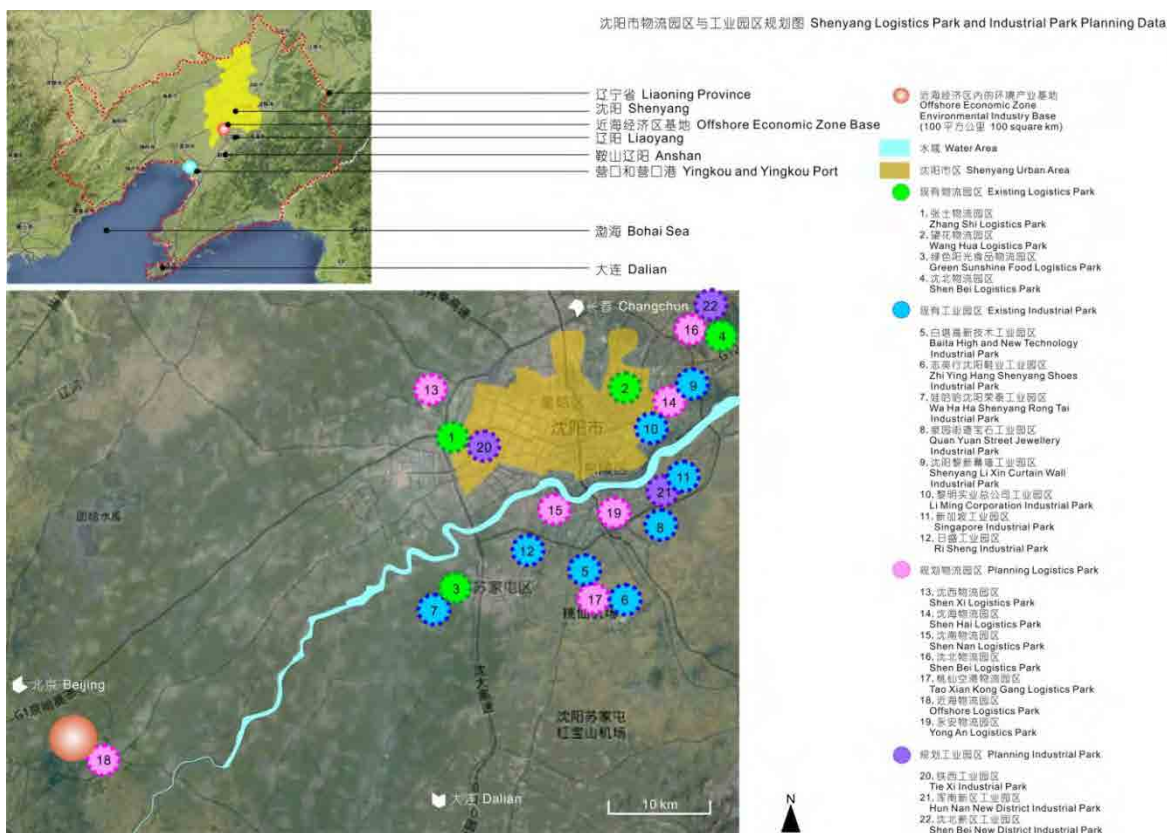 沈阳市物流园区与工业园区规划图 Shenyang Logistics Park and Industrial Park Planning Data
辽宁省 Liaoning Province
沈阳 Shenyang
近海经济区基地 Offshore Economic Zone Base
辽阳 Liaoyang
鞍山辽阳 Anshan
营口和营口港 Yingkou and Yingkou Port
渤海 Bohai Sea
大连 Dalian
近海经济区内的环境产业基地
Offshore Economic Zone
Environmental Industry Base
(100 平方公里 100 square km)
水域 Water Area
沈阳市区 Shenyang Urban Area
现有物流园区 Existing Logistics Park
1. 张士物流园区
Zhang Shi Logistics Park
2. 望花物流园区
Wang Hua Logistics Park
3. 绿色阳光食品物流园区
Green Sunshine Food Logistics Park
4. 沈北物流园区
Shen Bei Logistics Park
现有工业园区 Existing Industrial Park
5. 白塔高新技术工业园区
Baita High and New Technology
Industrial Park
6. 志英行沈阳鞋业工业园区
Zhi Ying Hang Shenyang Shoes
Industrial Park
7. 娃哈哈沈阳荣泰工业园区
Wa Ha Ha Shenyang Rong Tai
Industrial Park
8. 泉园街道宝石工业园区
Quan Yuan Street Jewellery
Industrial Park
9. 沈阳黎新幕墙工业园区
Shenyang Li Xin Curtain Wall
Industrial Park
10. 黎明实业总公司工业园区
Li Ming Corporation Industrial Park
11. 新加坡工业园区
Singapore Industrial Park
12. 日盛工业园区
Ri Sheng Industrial Park
规划物流园区 Planning Logistics Park
13. 沈西物流园区
Shen Xi Logistics Park
14. 沈海物流园区
Shen Hai Logistics Park
15. 沈南物流园区
Shen Nan Logistics Park
16. 沈北物流园区
Shen Bei Logistics Park
17. 桃仙空港物流园区
Tao Xian Kong Gang Logistics Park
18. 近海物流园区
Offshore Logistics Park
19. 永安物流园区
Yong An Logistics Park
规划工业园区 Planning Industrial Park
20. 铁西工业园区
Tie Xi Industrial Park
21. 浑南新区工业园区
Hun Nan New District Industrial Park
22. 沈北新区工业园区
Shen Bei New District Industrial Park
长春 Changchun
22
16
4
13
2
9
14
10
1
20
沈阳市
11
21
15
19
8
12
5
3
苏家屯区
7
17
6
北京 Beijing
沈阳苏家屯
红宝山机场
18
大连 Dalian
10 km
N